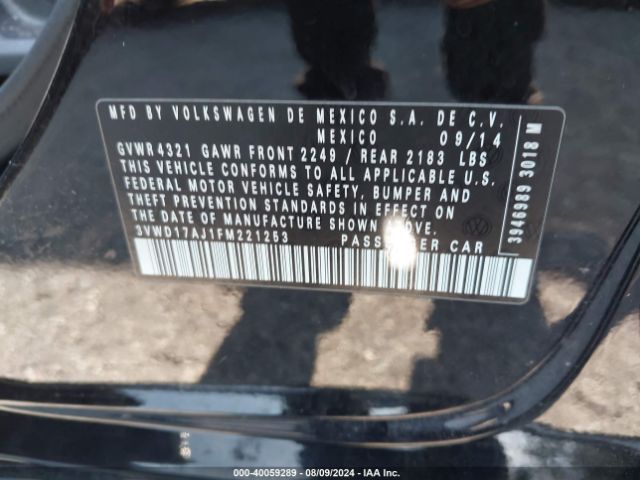 MFD BY VOLKSWAGEN DE MEXICO S.A. DE C.V.
MEXICO 09/14
GVWR 4321 GAWR FRONT 2249 / REAR 2183 LBS
THIS VEHICLE CONFORMS TO ALL APPLICABLE U.S.
FEDERAL MOTOR VEHICLE SAFETY, BUMPER AND
THEFT PREVENTION STANDARDS IN EFFECT ON
THE DATE OF MANUFACTURE SHOWN ABOVE.
3VWD17AJ1FM221253 PASSENGER CAR
3946989 3018 M
000-40059289 - 08/09/2024 - IAA Inc.